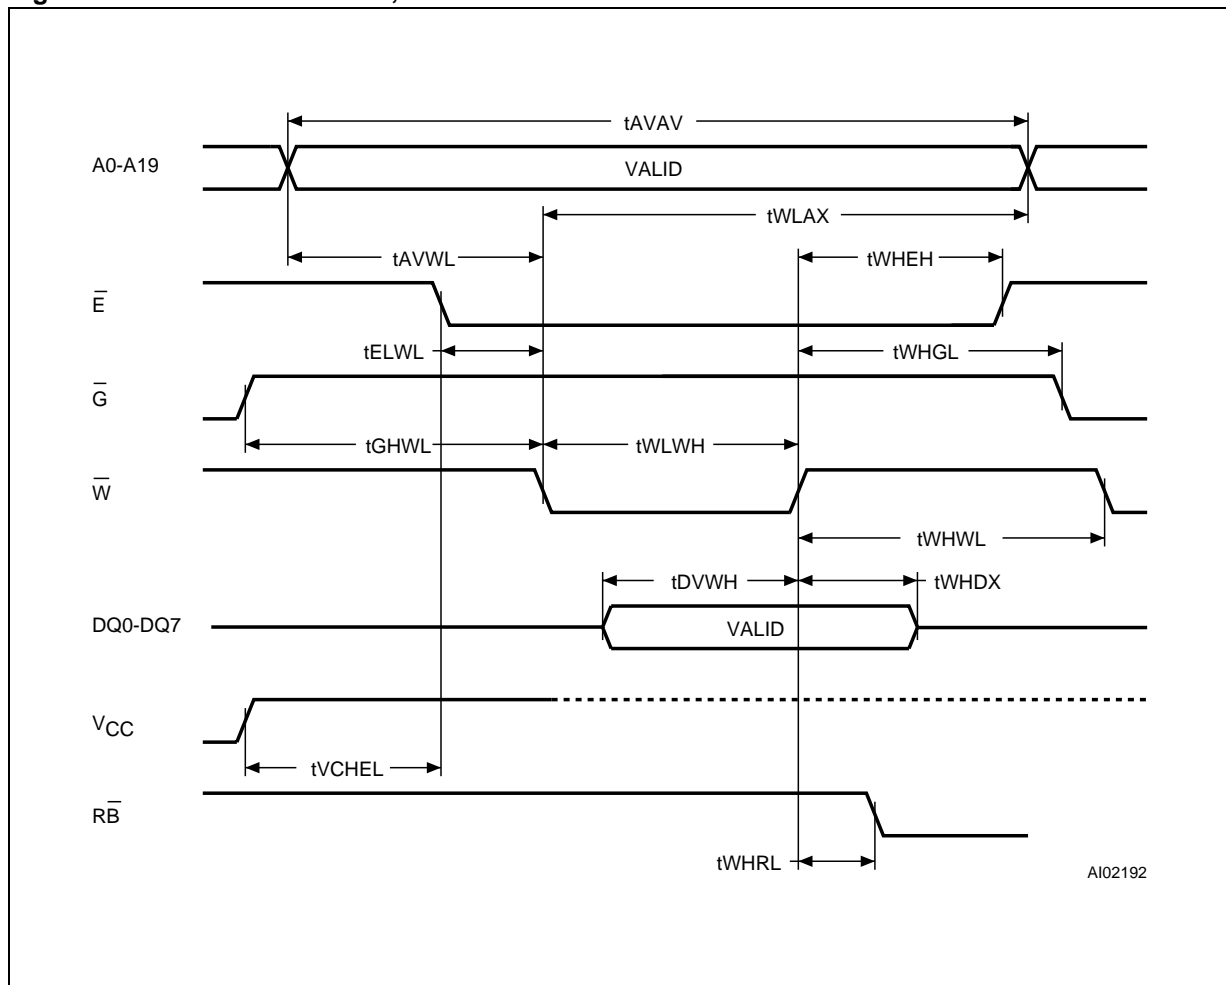 tAVAV
A0-A19
VALID
tWLAX
tAVWL
tWHEH
E̅
tELWL
tWHGL
G̅
tGHWL
tWLWH
W̅
tWHWL
tDVWH
tWHDX
DQ0-DQ7
VALID
VCC
tVCHEL
RB̅
tWHRL
AI02192